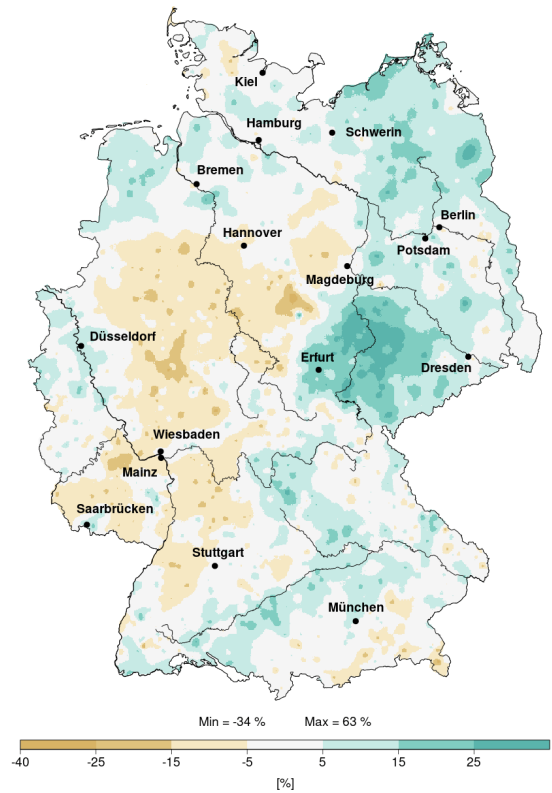 Kiel
Hamburg
Schwerin
Bremen
Berlin
Hannover
Potsdam
Magdeburg
Düsseldorf
Erfurt
Dresden
Wiesbaden
Mainz
Saarbrücken
Stuttgart
München
Min = -34 % Max = 63 %
-40 -25 -15 -5 5 15 25
[%]